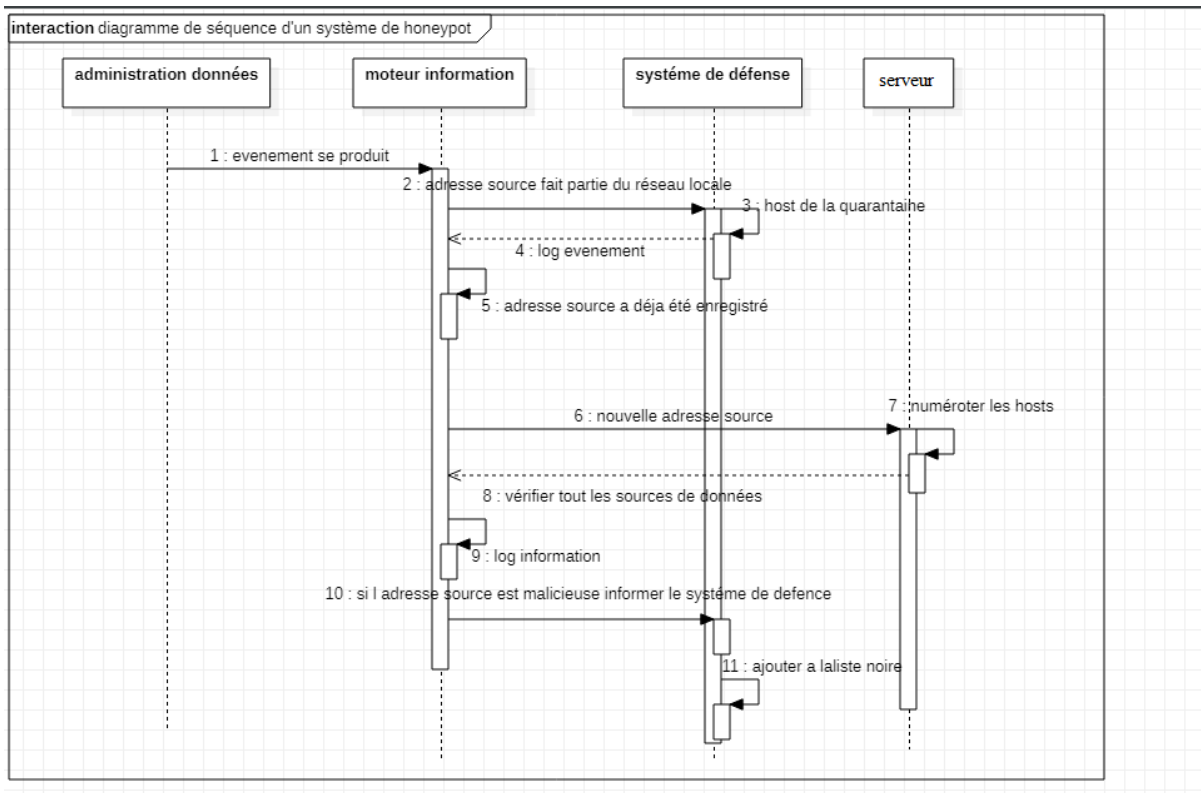 interaction diagramme de séquence d'un système de honeypot
administration données
moteur information
systéme de défense
serveur
1 : evenement se produit
2 : adresse source fait partie du réseau locale
3 : host de la quarantaine
4 : log evenement
5 : adresse source a déja été enregistré
6 : nouvelle adresse source
7 : numéroter les hosts
8 : vérifier tout les sources de données
9 : log information
10 : si l adresse source est malicieuse informer le systéme de defence
11 : ajouter a laliste noire